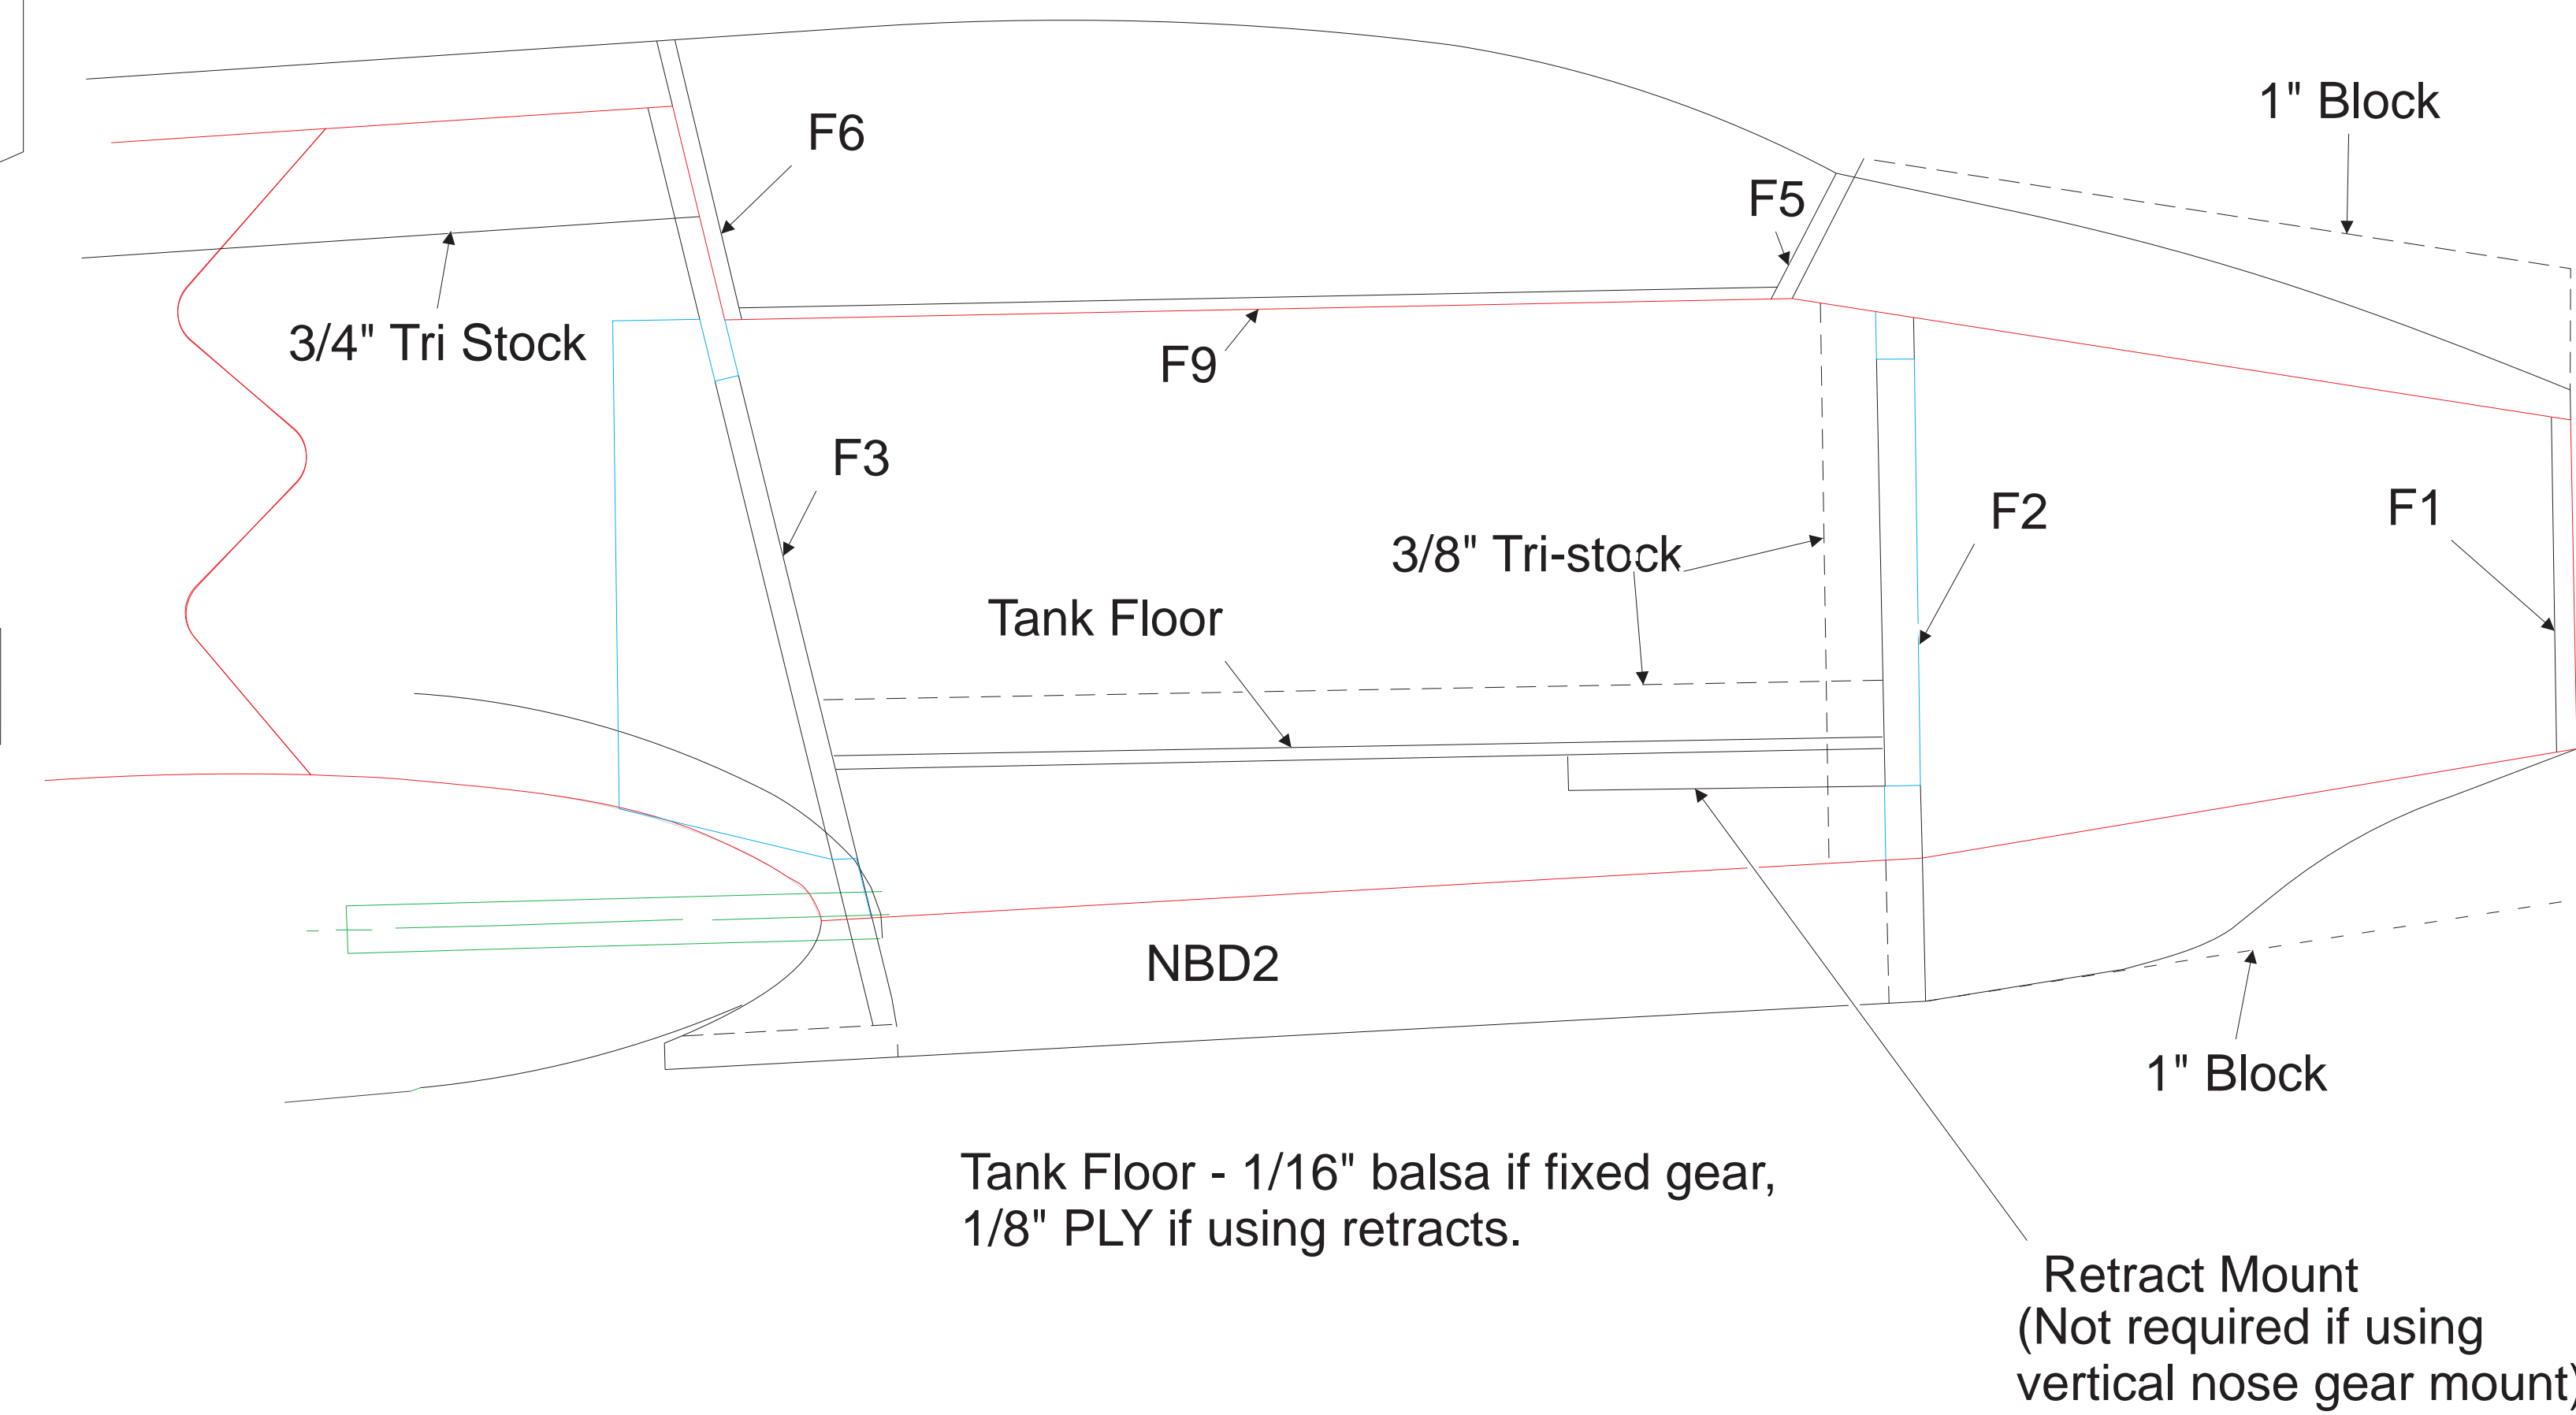 1" Block
F6
F5
3/4" Tri Stock
F9
F3
F2
F1
3/8" Tri-stock
Tank Floor
NBD2
1" Block
Tank Floor - 1/16" balsa if fixed gear,
1/8" PLY if using retracts.
Retract Mount
(Not required if using
vertical nose gear mount)